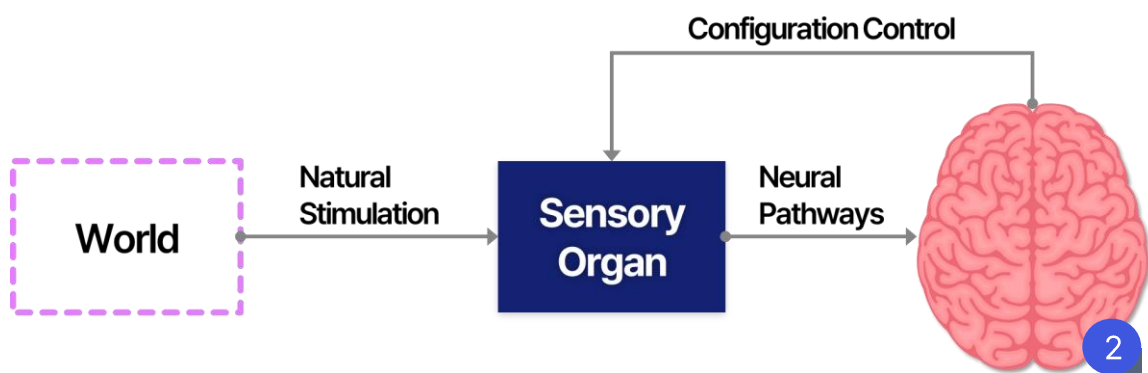 Configuration Control
World
Natural
Stimulation
Sensory
Organ
Neural
Pathways
2